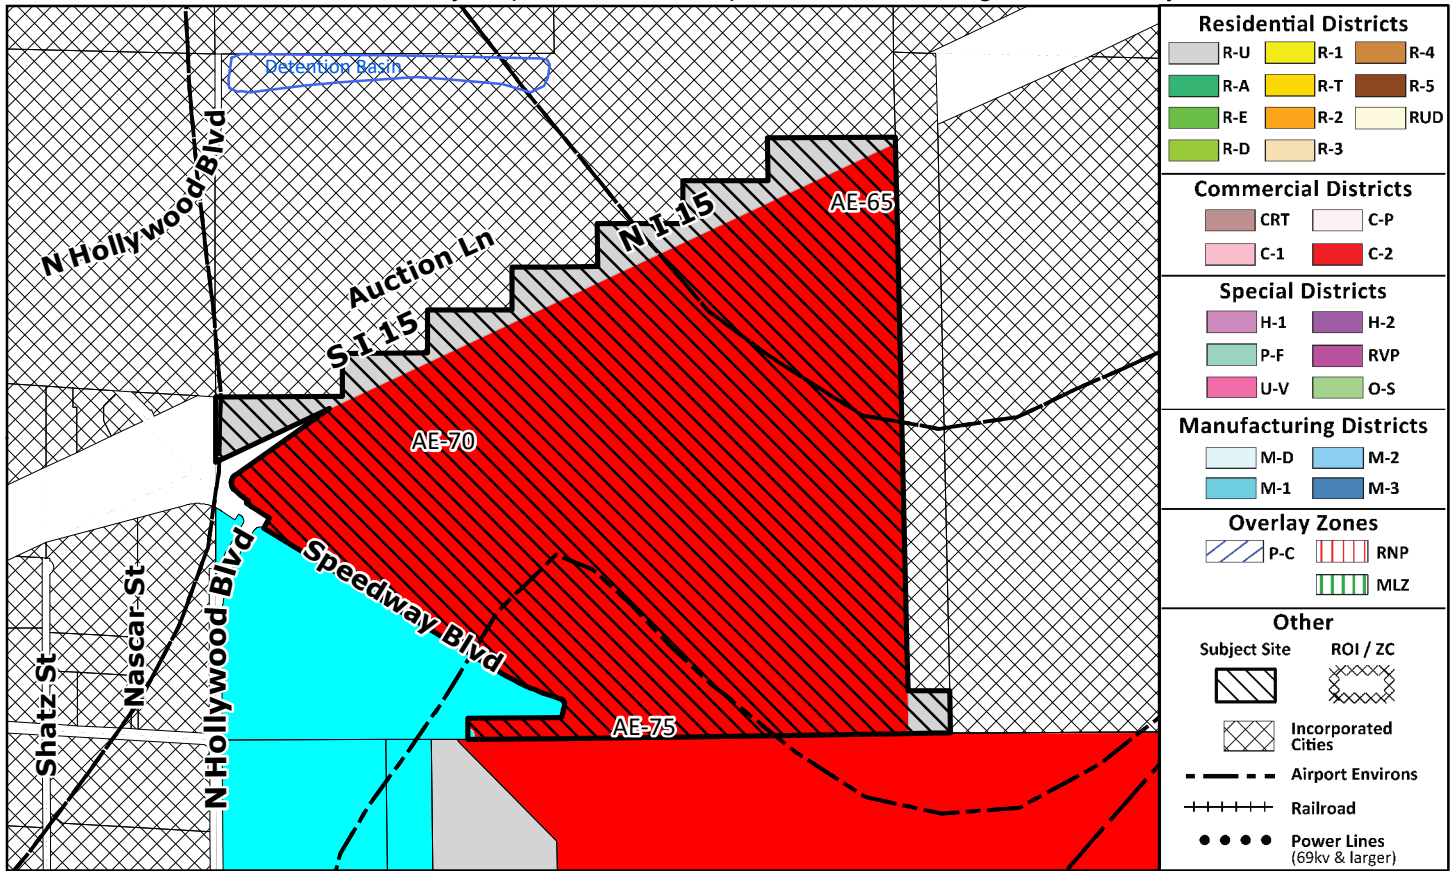 Detention Basin
N Hollywood Blvd
AE-65
N I 15
Auction Ln
S I 15
AE-70
Speedway Blvd
N Hollywood Blvd
Nascar St
Shatz St
AE-75
Residential Districts
R-U R-1 R-4
R-A R-T R-5
R-E R-2 RUD
R-D R-3
Commercial Districts
CRT C-P
C-1 C-2
Special Districts
H-1 H-2
P-F RVP
U-V O-S
Manufacturing Districts
M-D M-2
M-1 M-3
Overlay Zones
P-C RNP
MLZ
Other
Subject Site ROI / ZC
Incorporated
Cities
Airport Environs
Railroad
Power Lines
(69kv & larger)